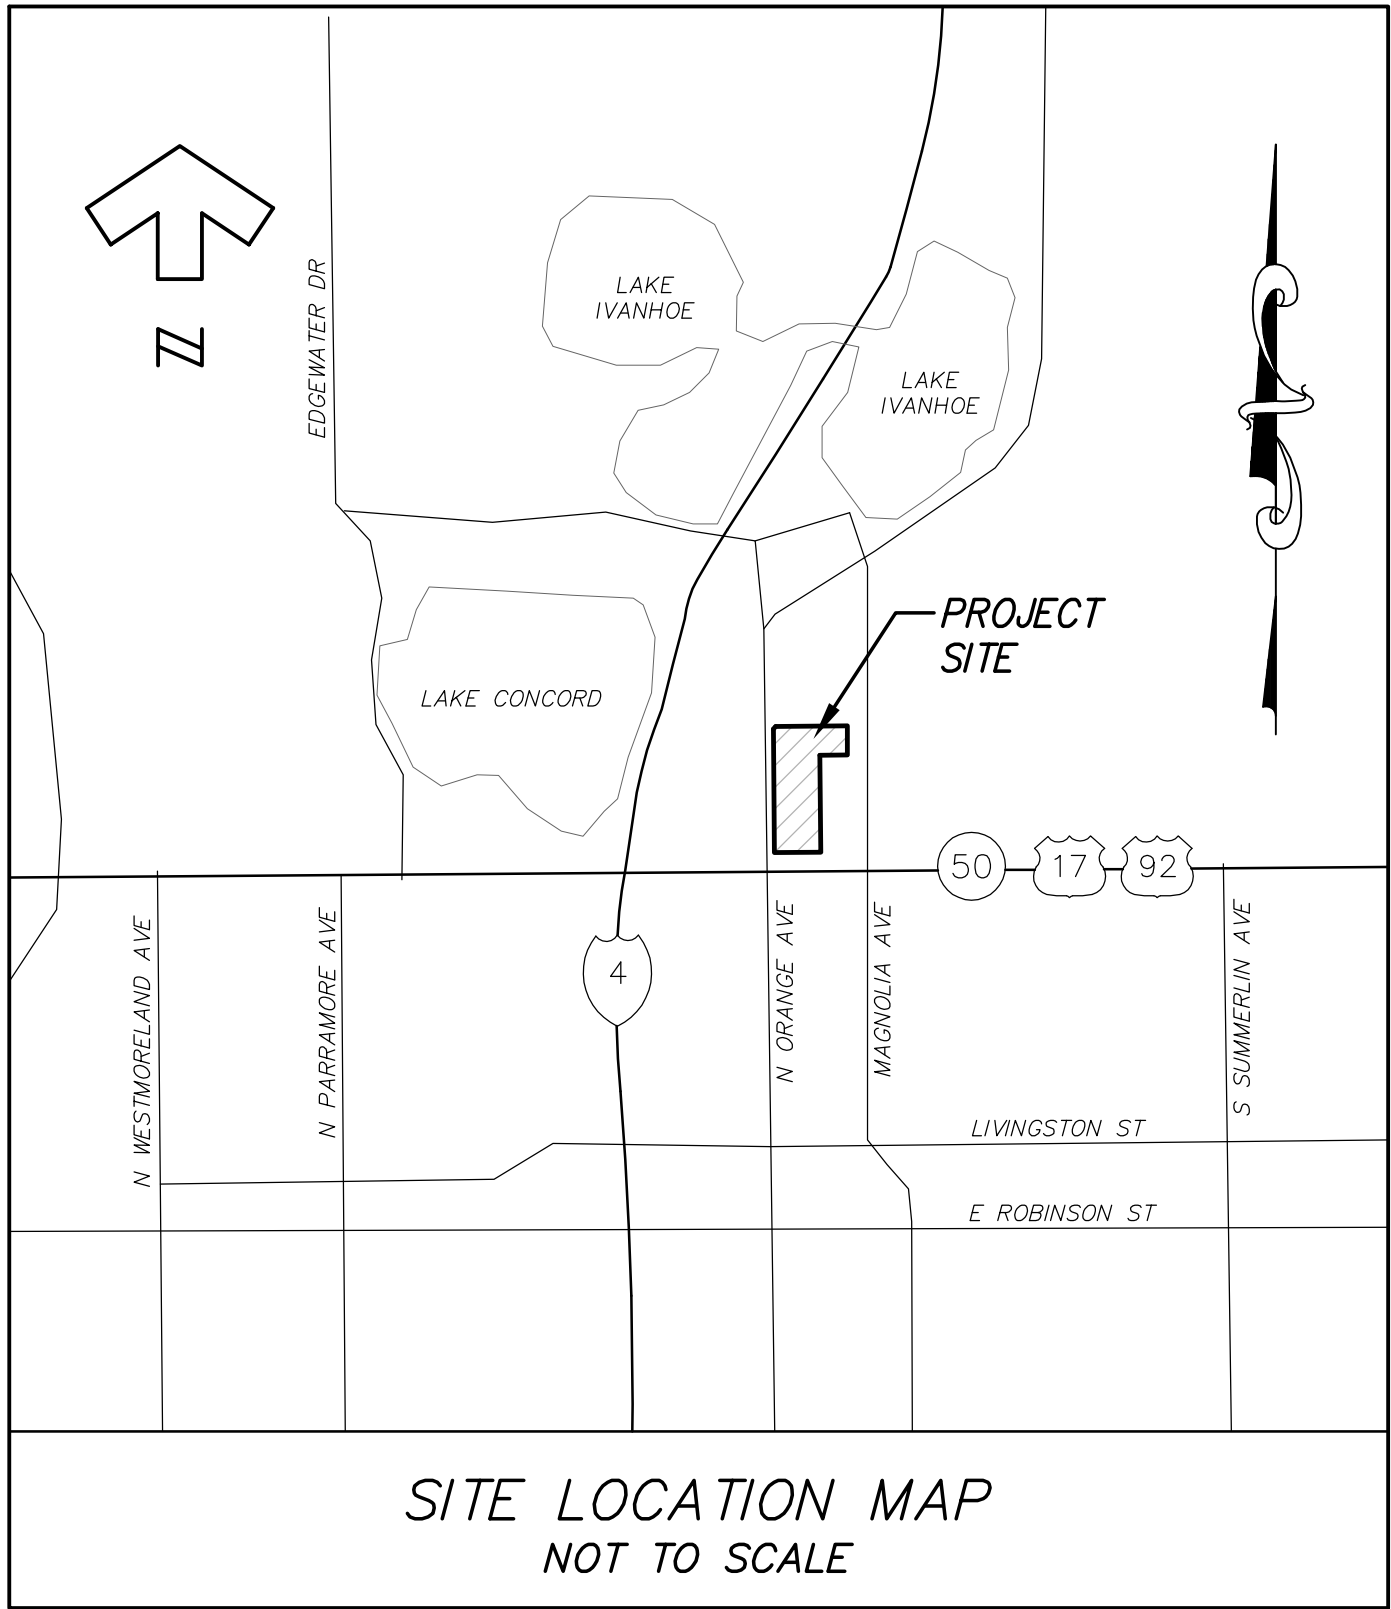 EDGEWATER DR
LAKE
IVANHOE
LAKE
IVANHOE
N
PROJECT
SITE
LAKE CONCORD
50
17
92
4
N WESTMORELAND AVE
N PARRAMORE AVE
N ORANGE AVE
MAGNOLIA AVE
S SUMMERLIN AVE
LIVINGSTON ST
E ROBINSON ST
SITE LOCATION MAP
NOT TO SCALE